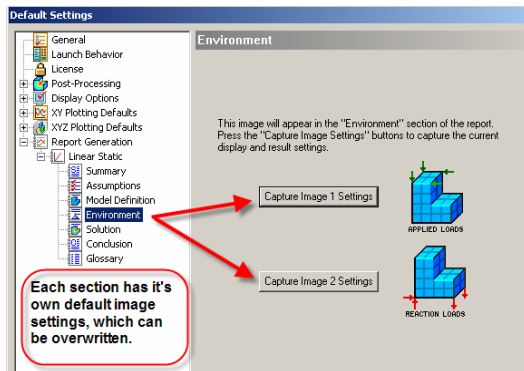 Default Settings
General
Launch Behavior
License
Post-Processing
Display Options
XY Plotting Defaults
XYZ Plotting Defaults
Report Generation
Linear Static
Summary
Assumptions
Model Definition
Environment
Solution
Conclusion
Glossary
Each section has it's
own default image
settings, which can
be overwritten.
Environment
This image will appear in the "Environment" section of the report.
Press the "Capture Image Settings" buttons to capture the current
display and result settings.
Capture Image 1 Settings
APPLIED LOADS
Capture Image 2 Settings
REACTION LOADS